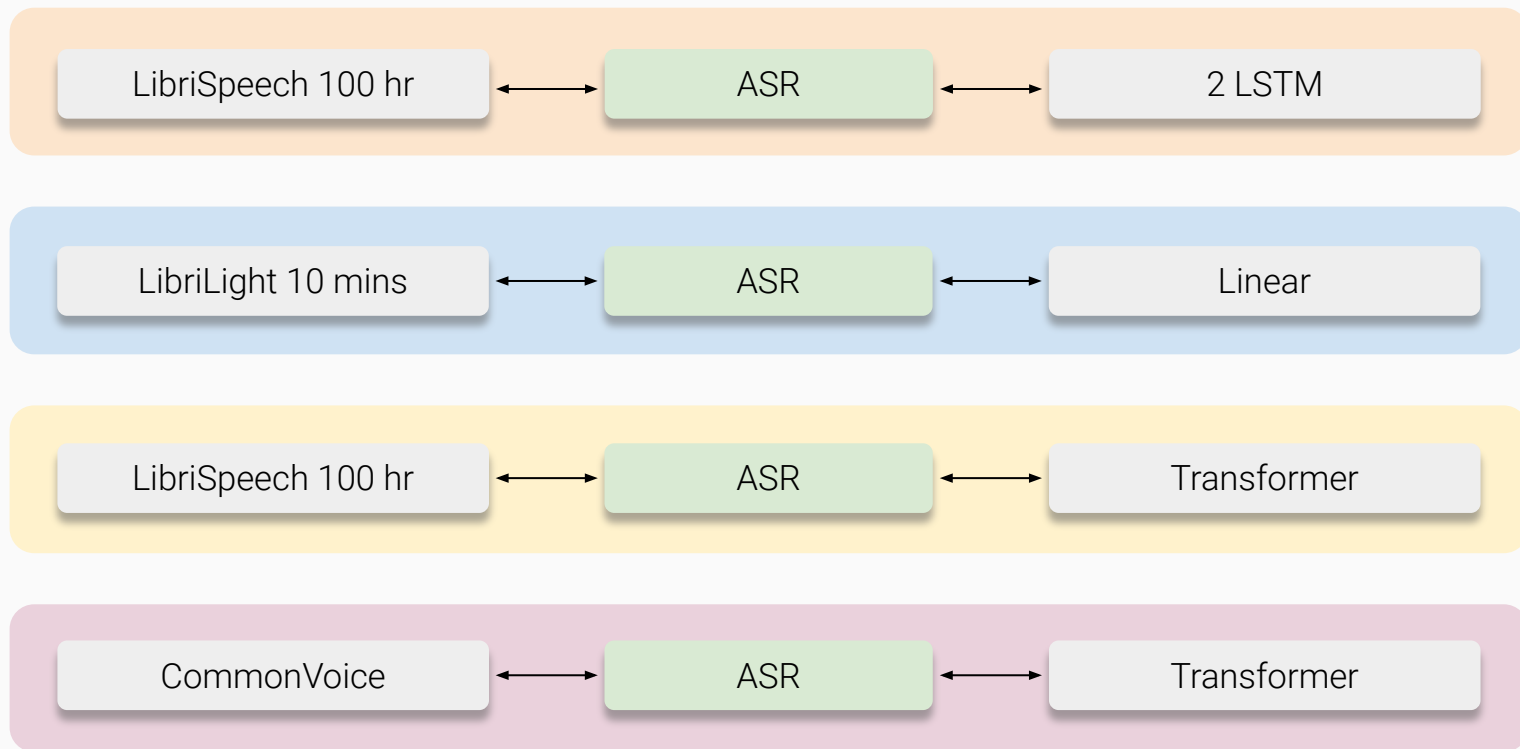 LibriSpeech 100 hr ASR 2 LSTM
LibriLight 10 mins ASR Linear
LibriSpeech 100 hr ASR Transformer
CommonVoice ASR Transformer